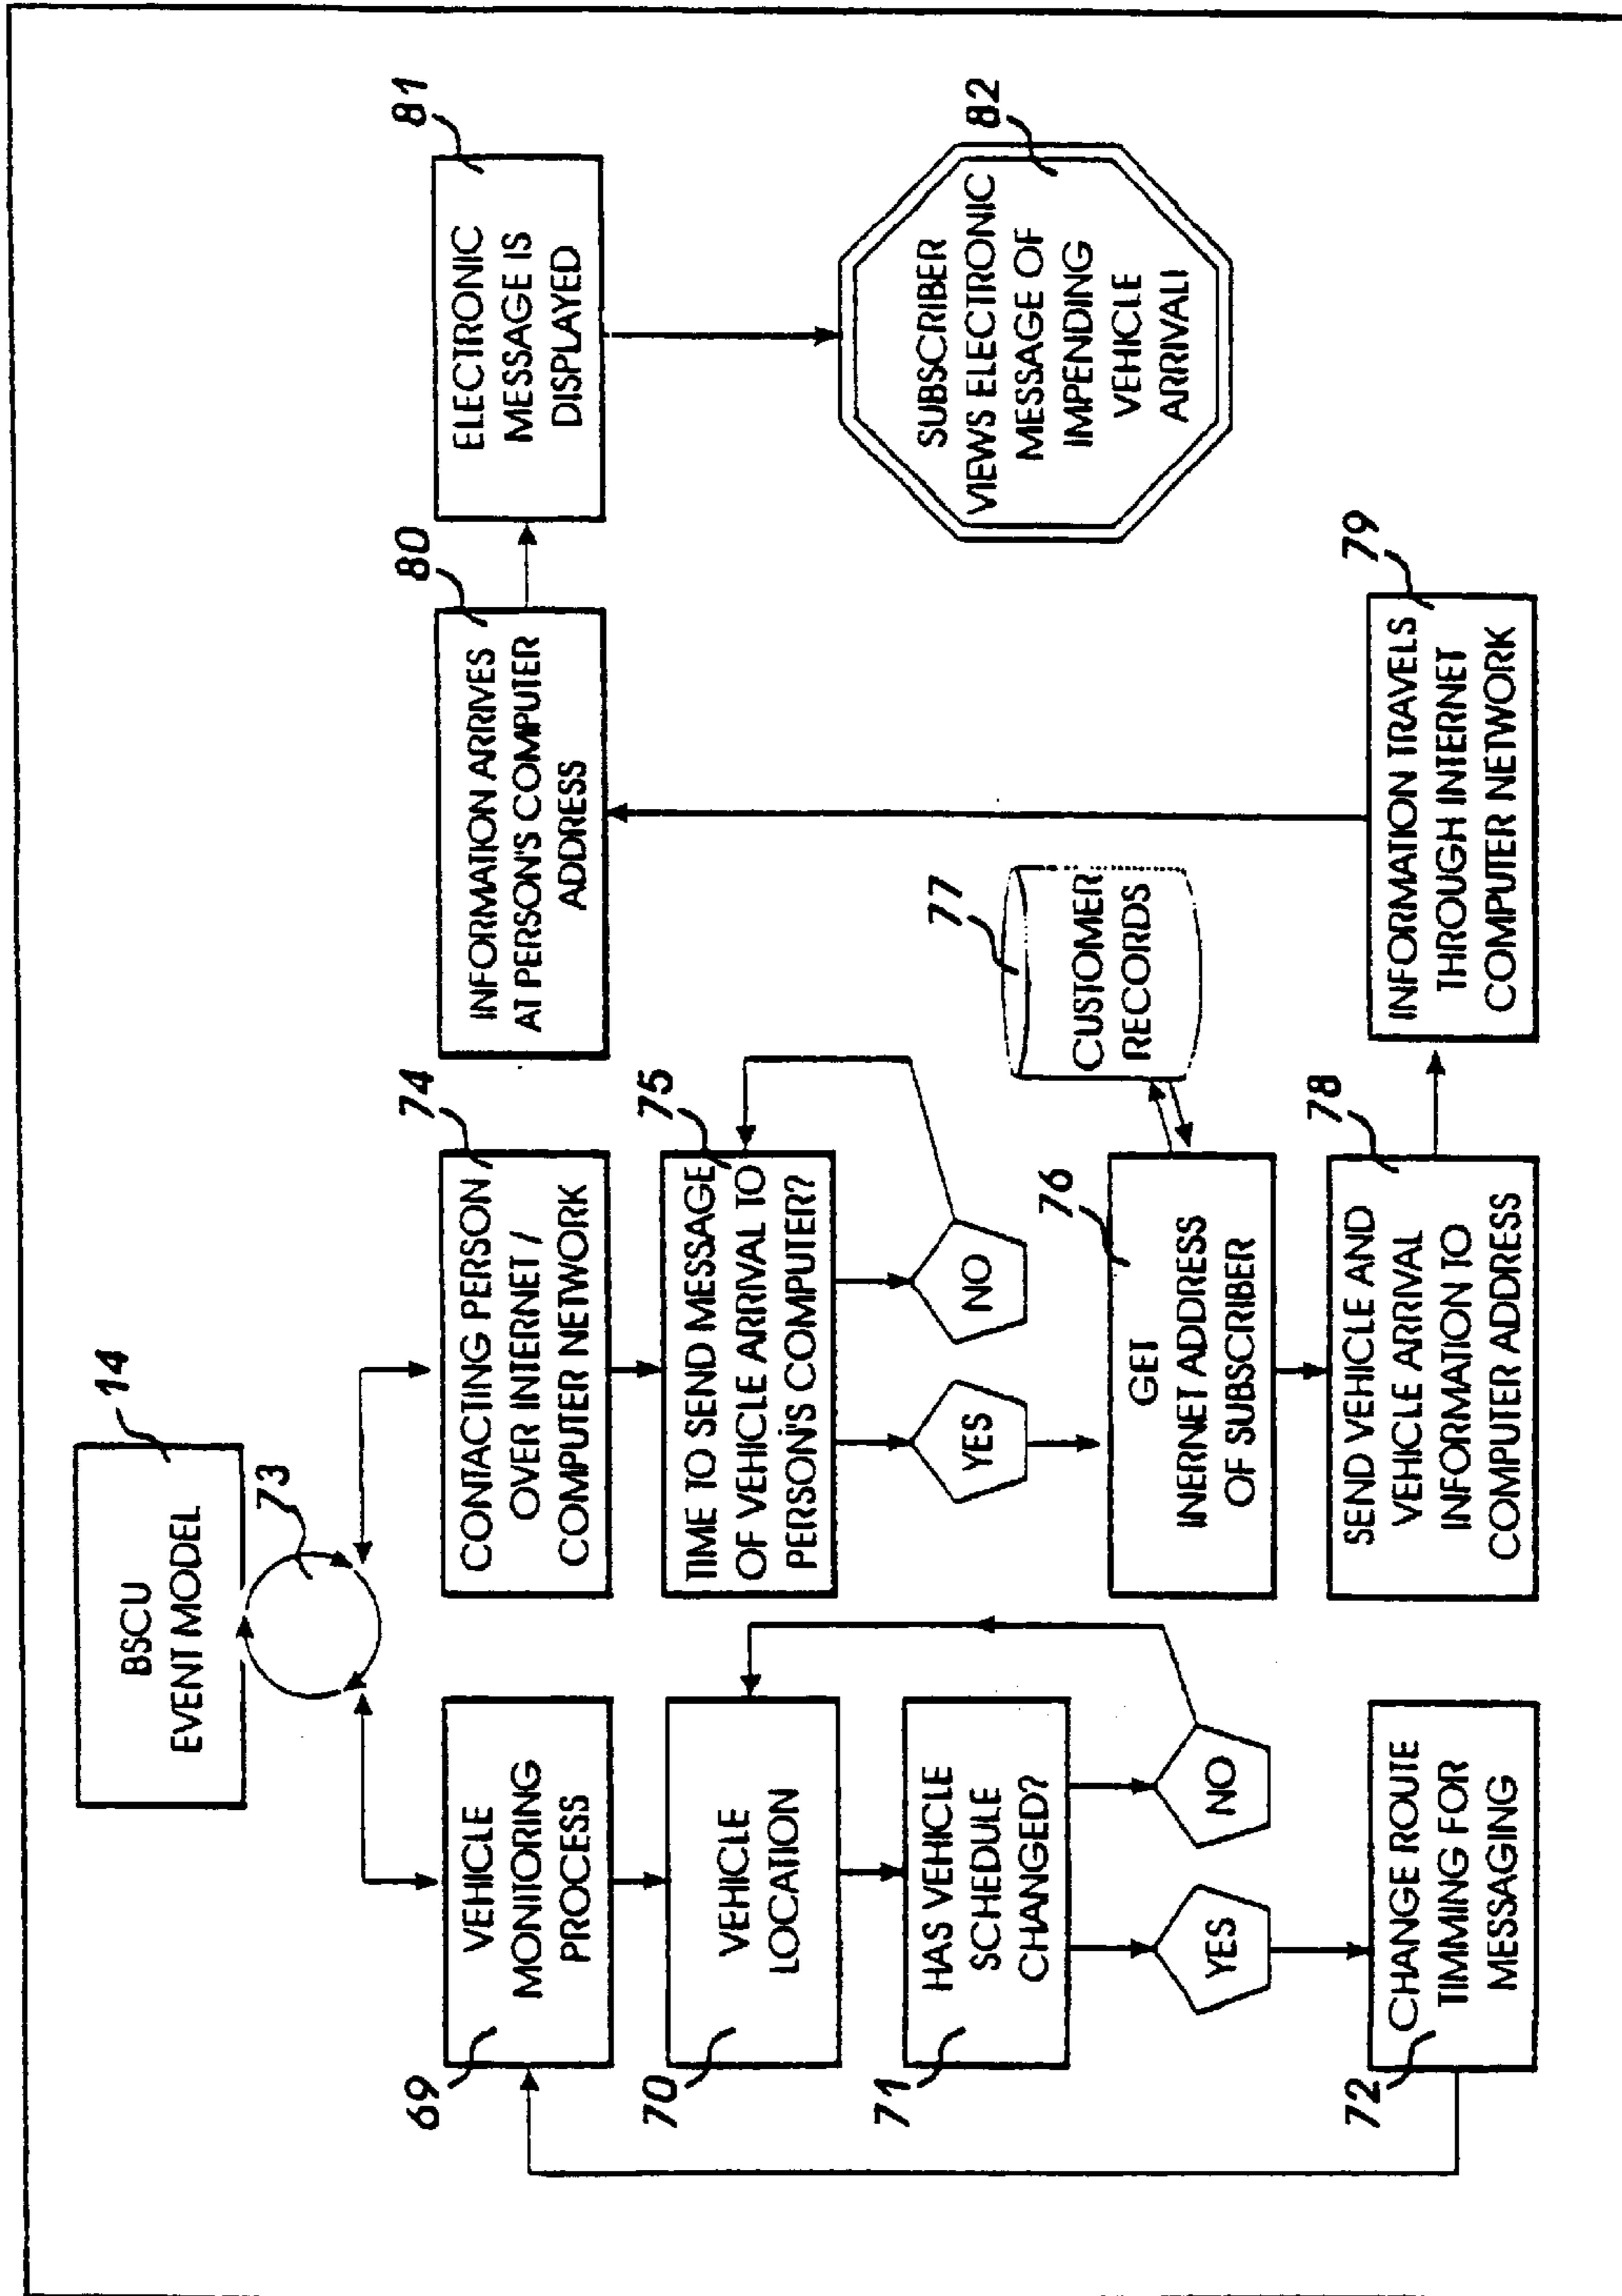 14
BSCU
EVENT MODEL
73
69
VEHICLE
MONITORING
PROCESS
70
VEHICLE
LOCATION
71
HAS VEHICLE
SCHEDULE
CHANGED?
YES
NO
72
CHANGE ROUTE
TIMMING FOR
MESSAGING
74
CONTACTING PERSON
OVER INTERNET /
COMPUTER NETWORK
75
TIME TO SEND MESSAGE
OF VEHICLE ARRIVAL TO
PERSON'S COMPUTER?
YES
NO
76
GET
INERNET ADDRESS
OF SUBSCRIBER
77
CUSTOMER
RECORDS
78
SEND VEHICLE AND
VEHICLE ARRIVAL
INFORMATION TO
COMPUTER ADDRESS
79
INFORMATION TRAVELS
THROUGH INTERNET
COMPUTER NETWORK
80
INFORMATION ARRIVES
AT PERSON'S COMPUTER
ADDRESS
81
ELECTRONIC
MESSAGE IS
DISPLAYED
82
SUBSCRIBER
VIEWS ELECTRONIC
MESSAGE OF
IMPENDING
VEHICLE
ARRIVAL!